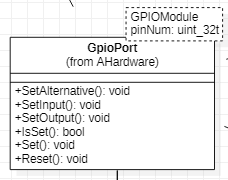 GPIOModule
pinNum: uint_32t
GpioPort
(from AHardware)
+SetAlternative(): void
+SetInput(): void
+SetOutput(): void
+IsSet(): bool
+Set(): void
+Reset(): void